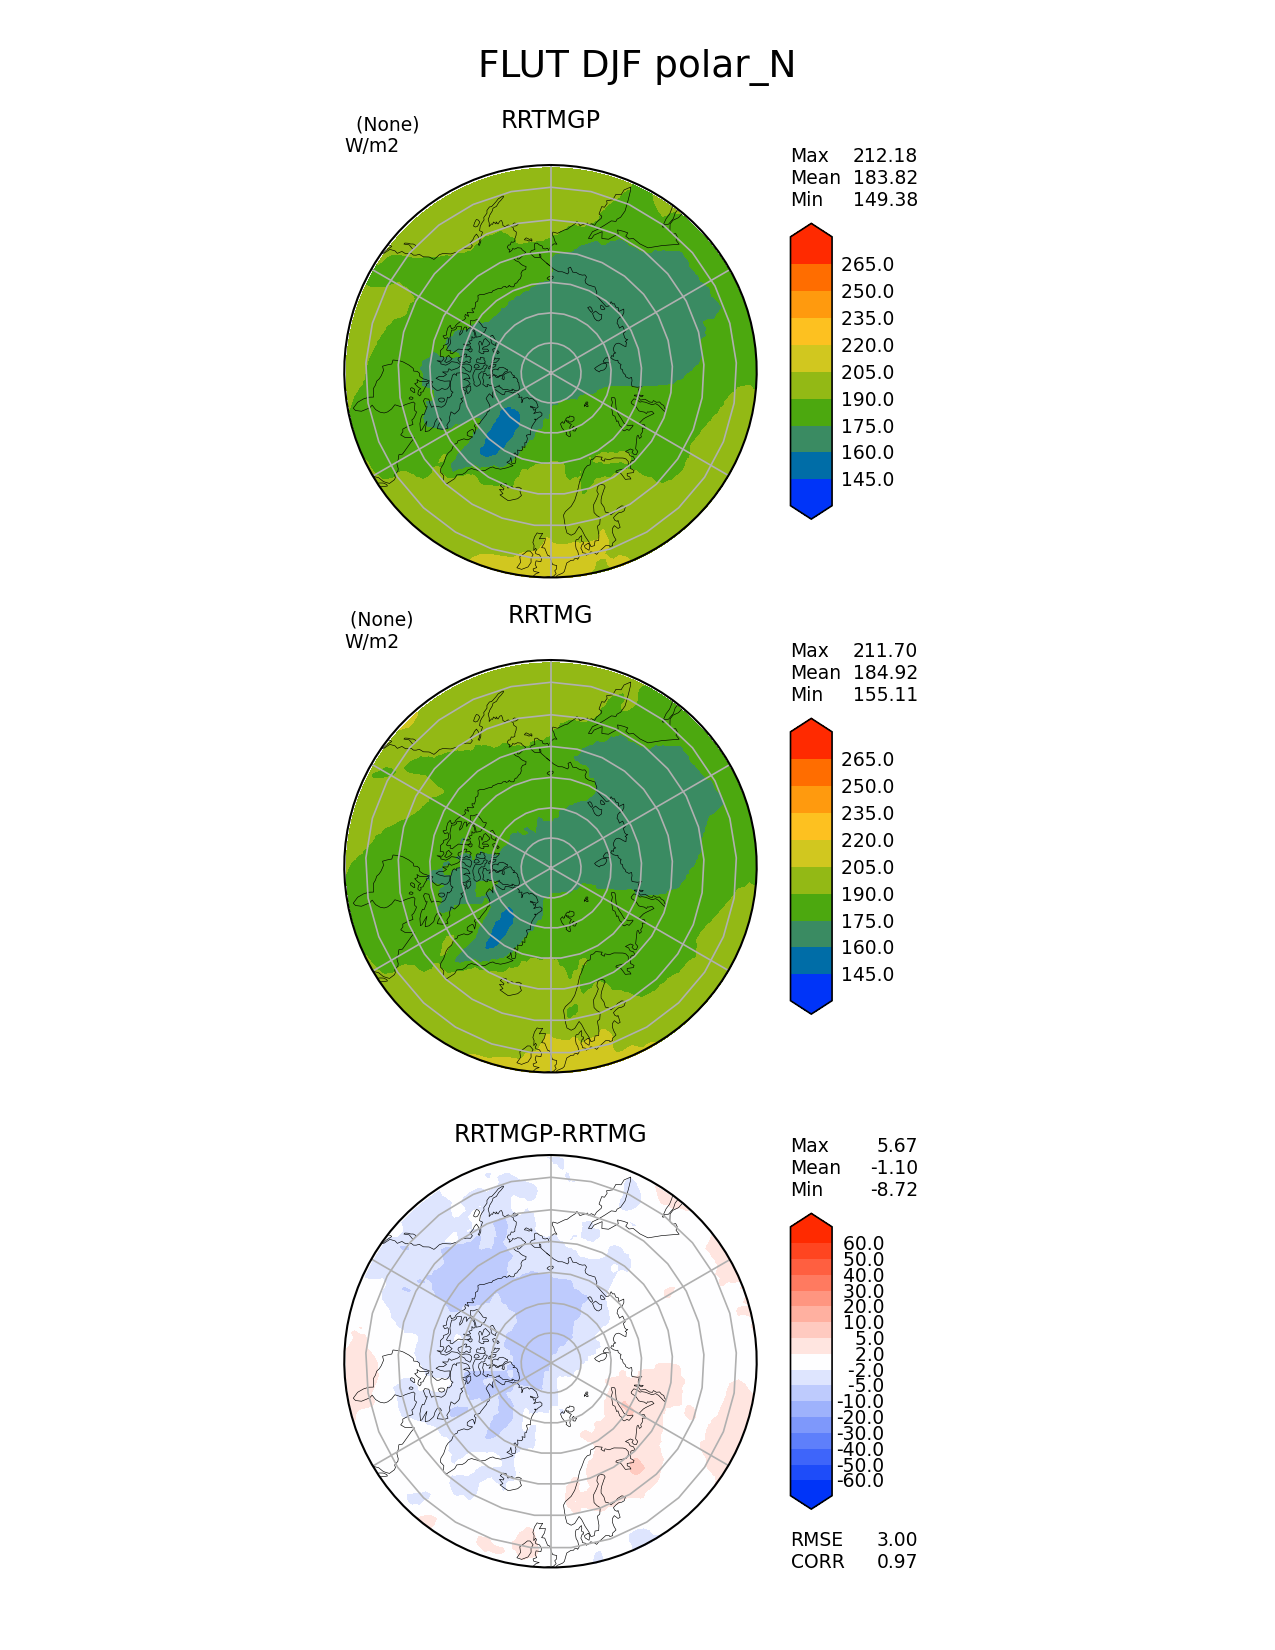 FLUT DJF polar_N
RRTMGP
(None)
W/m2
Max 212.18
Mean 183.82
Min 149.38
265.0
250.0
235.0
220.0
205.0
190.0
175.0
160.0
145.0
RRTMG
(None)
W/m2
Max 211.70
Mean 184.92
Min 155.11
265.0
250.0
235.0
220.0
205.0
190.0
175.0
160.0
145.0
RRTMGP-RRTMG
Max 5.67
Mean -1.10
Min -8.72
60.0
50.0
40.0
30.0
20.0
10.0
5.0
2.0
-2.0
-5.0
-10.0
-20.0
-30.0
-40.0
-50.0
-60.0
RMSE 3.00
CORR 0.97